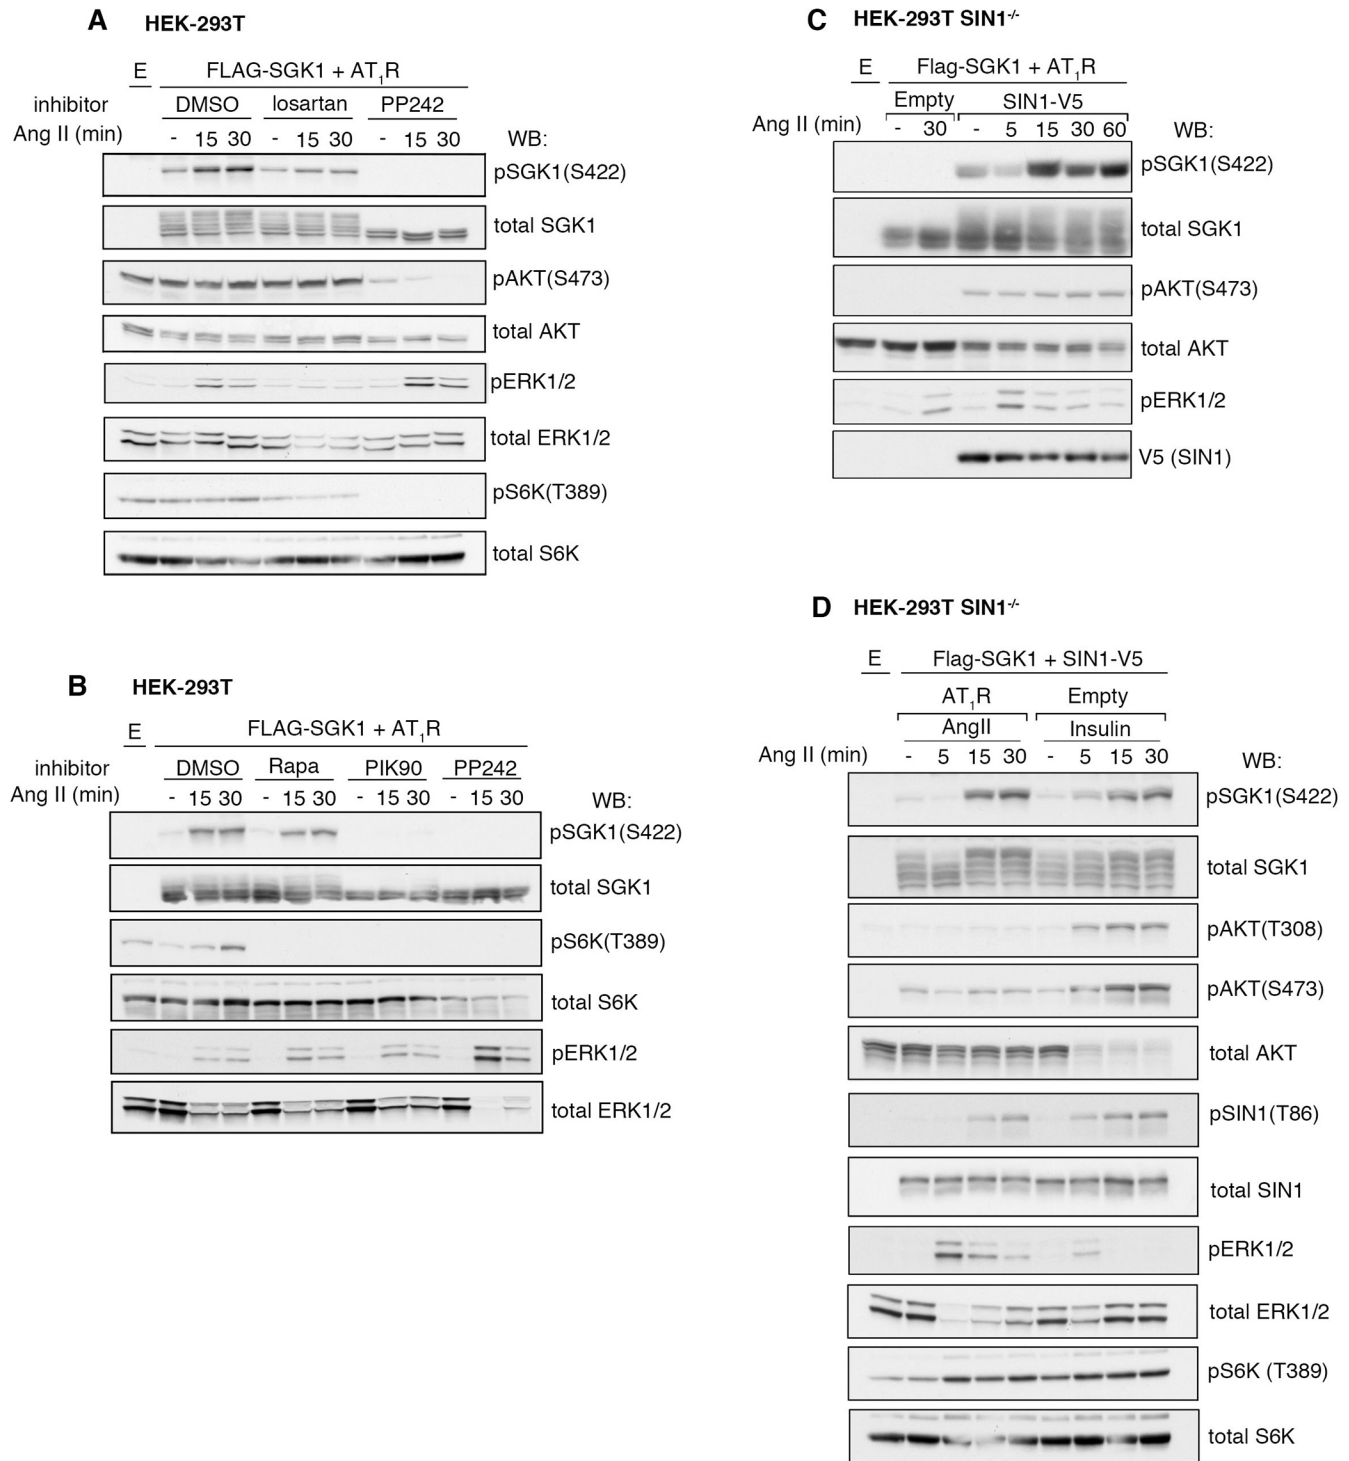 A HEK-293T
E FLAG-SGK1 + AT1R
inhibitor DMSO losartan PP242
Ang II (min) - 15 30 - 15 30 - 15 30 WB:
pSGK1(S422)
total SGK1
pAKT(S473)
total AKT
pERK1/2
total ERK1/2
pS6K(T389)
total S6K
B HEK-293T
E FLAG-SGK1 + AT1R
inhibitor DMSO Rapa PIK90 PP242
Ang II (min) - 15 30 - 15 30 - 15 30 - 15 30 WB:
pSGK1(S422)
total SGK1
pS6K(T389)
total S6K
pERK1/2
total ERK1/2
C HEK-293T SIN1-/-
E Flag-SGK1 + AT1R
Empty SIN1-V5
Ang II (min) - 30 - 5 15 30 60 WB:
pSGK1(S422)
total SGK1
pAKT(S473)
total AKT
pERK1/2
V5 (SIN1)
D HEK-293T SIN1-/-
E Flag-SGK1 + SIN1-V5
AT1R Empty
AngII Insulin
Ang II (min) - 5 15 30 - 5 15 30 WB:
pSGK1(S422)
total SGK1
pAKT(T308)
pAKT(S473)
total AKT
pSIN1(T86)
total SIN1
pERK1/2
total ERK1/2
pS6K (T389)
total S6K